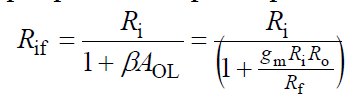 R_if = R_i / (1 + βA_OL) = R_i / (1 + g_m R_i R_o / R_f)